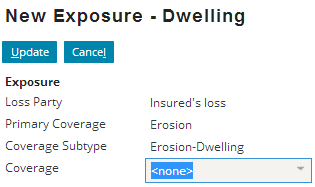 New Exposure - Dwelling
Update Cancel
Exposure
Loss Party Insured's loss
Primary Coverage Erosion
Coverage Subtype Erosion-Dwelling
Coverage <none>